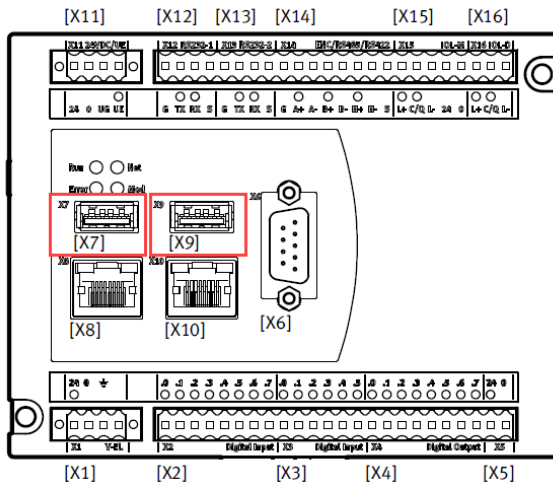 [X11] [X12] [X13] [X14] [X15] [X16]
X11 24VDC/UE X12 RS232-1 X13 RS232-2 X14 ENC/RS485/RS422 X15 IOL-M X16 IOL-D
24 0 UG UE G TX RX S G TX RX S G A+ A- B+ B- S L+ C/Q L- 24 0 L+ C/Q L-
Run Net
Error Mod
X7 X9 X6
[X7] [X9]
X8 X10
[X8] [X10] [X6]
24 0 .0 .1 .2 .3 .4 .5 .6 .7 .0 .1 .2 .3 .4 .5 .0 .1 .2 .3 .4 .5 .6 .7 24 0
X1 V-EL X2 Digital Input X3 Digital Input X4 Digital Output X5
[X1] [X2] [X3] [X4] [X5]